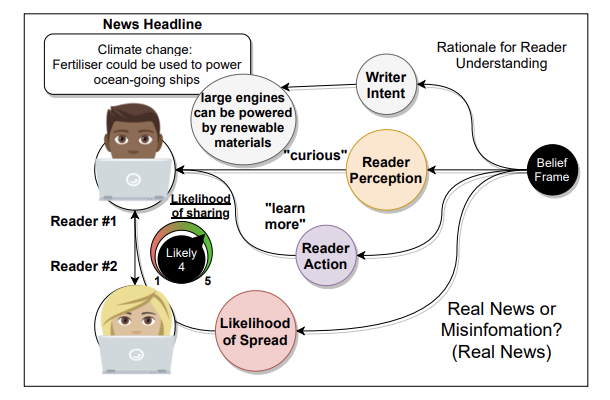 News Headline
Climate change:
Fertiliser could be used to power
ocean-going ships
Rationale for Reader
Understanding
Writer
Intent
large engines
can be powered
by renewable
materials
"curious"
Reader
Perception
Belief
Frame
Likelihood
of sharing
"learn
more"
Reader #1
Reader
Action
Likely
4
1
5
Reader #2
Likelihood
of Spread
Real News or
Misinfomation?
(Real News)